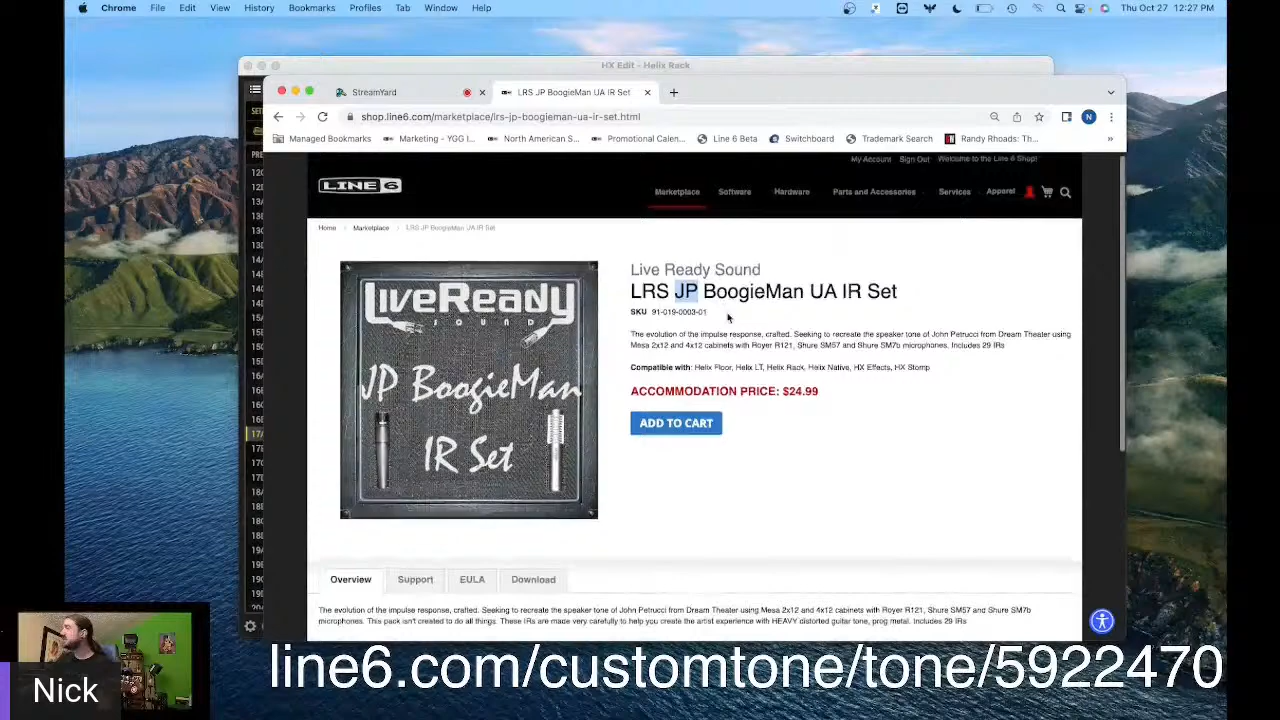 Chrome File Edit View History Bookmarks Profiles Tab Window Help Thu Oct 27 12:27 PM
HX Edit - Helix Rack
StreamYard LRS JP BoogieMan UA IR Set
shop.line6.com/marketplace/lrs-jp-boogieman-ua-ir-set.html N
Managed Bookmarks Marketing - YGG I... North American S... Promotional Calen... Line 6 Beta Switchboard Trademark Search Randy Rhoads: Th... »
My Account Sign Out Welcome to the Line 6 Shop!
LINE 6 Marketplace Software Hardware Parts and Accessories Services Apparel
Home Marketplace LRS JP BoogieMan UA IR Set
LiveReady
SOUND
JP BoogieMan
IR Set
Live Ready Sound
LRS JP BoogieMan UA IR Set
SKU 91-019-0003-01
The evolution of the impulse response, crafted. Seeking to recreate the speaker tone of John Petrucci from Dream Theater using
Mesa 2x12 and 4x12 cabinets with Royer R121, Shure SM57 and Shure SM7b microphones. Includes 29 IRs
Compatible with: Helix Floor, Helix LT, Helix Rack, Helix Native, HX Effects, HX Stomp
ACCOMMODATION PRICE: $24.99
ADD TO CART
Overview Support EULA Download
The evolution of the impulse response, crafted. Seeking to recreate the speaker tone of John Petrucci from Dream Theater using Mesa 2x12 and 4x12 cabinets with Royer R121, Shure SM57 and Shure SM7b
microphones. This pack isn't created to do all things. These IRs are made very carefully to help you create the artist experience with HEAVY distorted guitar tone, prog metal. Includes 29 IRs
line6.com/customtone/tone/5922470
Nick